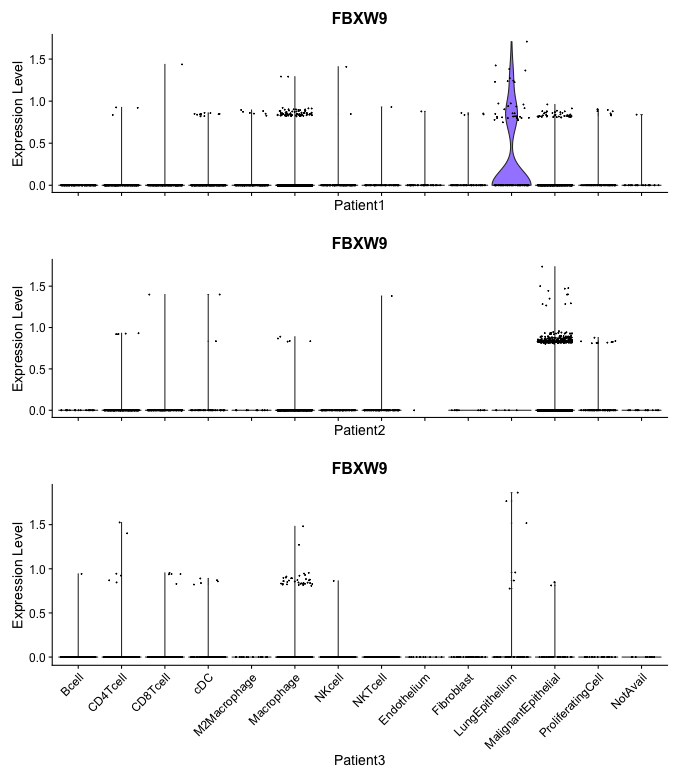 FBXW9
Expression Level
1.5
1.0
0.5
0.0
Patient1
FBXW9
Expression Level
1.5
1.0
0.5
0.0
Patient2
FBXW9
Expression Level
1.5
1.0
0.5
0.0
Bcell
CD4Tcell
CD8Tcell
cDC
M2Macrophage
Macrophage
NKcell
NKTcell
Endothelium
Fibroblast
LungEpithelium
MalignantEpithelial
ProliferatingCell
NotAvail
Patient3